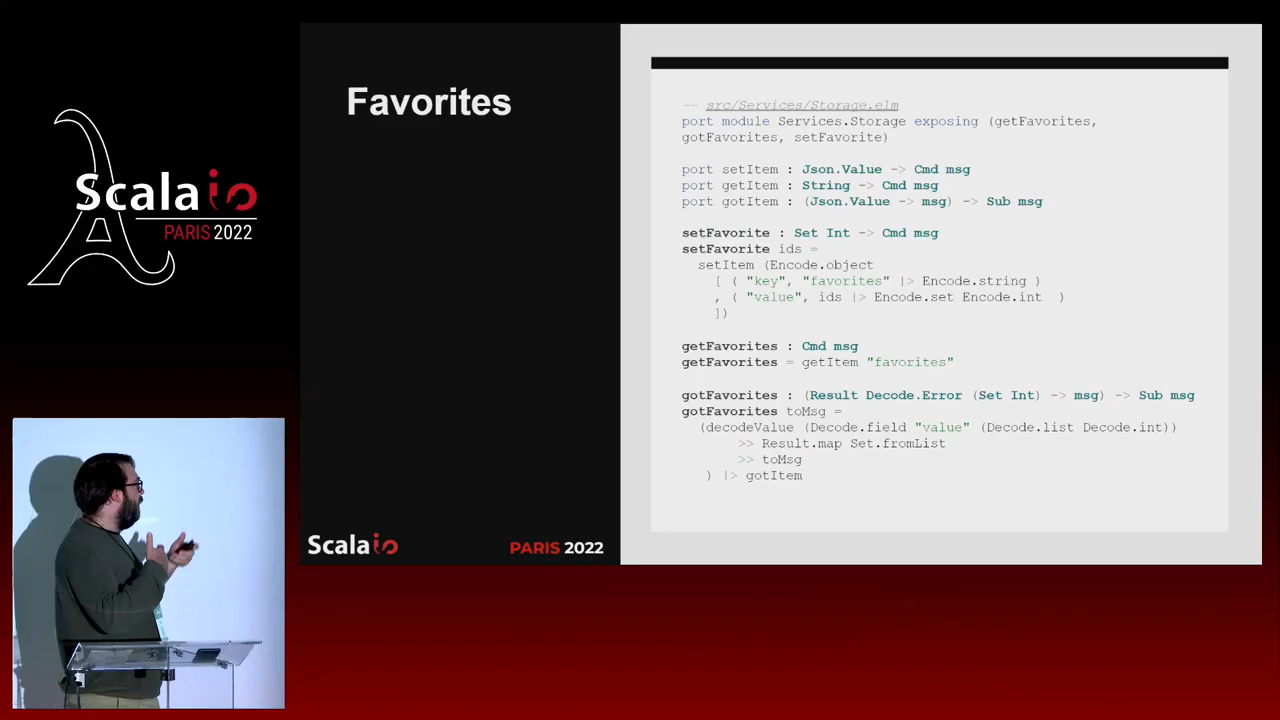 Scala io
PARIS 2022
Favorites
-- src/Services/Storage.elm
port module Services.Storage exposing (getFavorites,
gotFavorites, setFavorite)
port setItem : Json.Value -> Cmd msg
port getItem : String -> Cmd msg
port gotItem : (Json.Value -> msg) -> Sub msg
setFavorite : Set Int -> Cmd msg
setFavorite ids =
setItem (Encode.object
[ ( "key", "favorites" |> Encode.string )
, ( "value", ids |> Encode.set Encode.int )
])
getFavorites : Cmd msg
getFavorites = getItem "favorites"
gotFavorites : (Result Decode.Error (Set Int) -> msg) -> Sub msg
gotFavorites toMsg =
(decodeValue (Decode.field "value" (Decode.list Decode.int))
>> Result.map Set.fromList
>> toMsg
) |> gotItem
Scala io
PARIS 2022